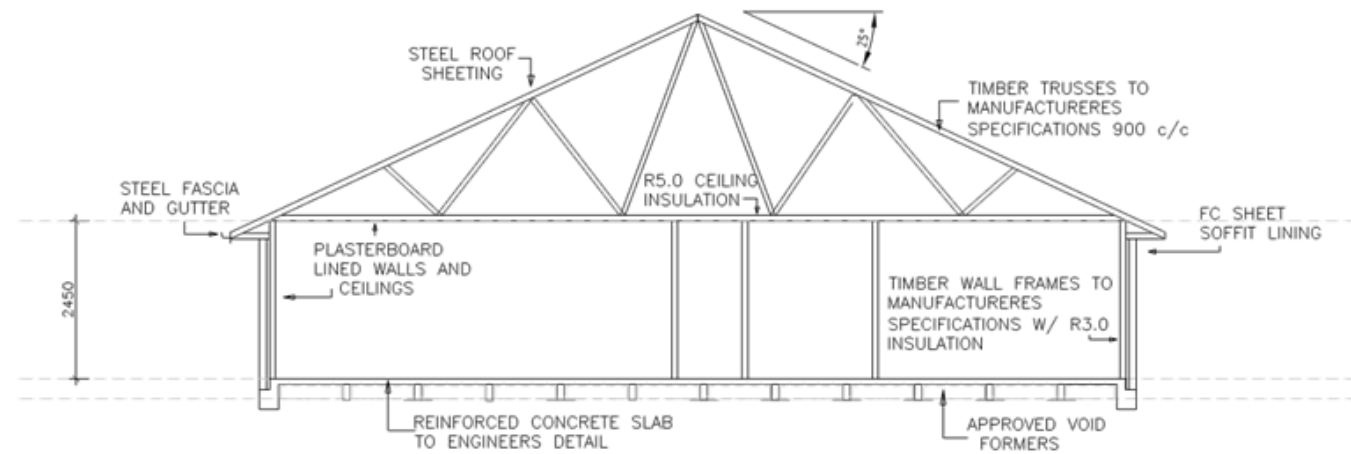 25°
STEEL ROOF
SHEETING
TIMBER TRUSSES TO
MANUFACTURERES
SPECIFICATIONS 900 c/c
STEEL FASCIA
AND GUTTER
R5.0 CEILING
INSULATION
FC SHEET
SOFFIT LINING
PLASTERBOARD
LINED WALLS AND
CEILINGS
2450
TIMBER WALL FRAMES TO
MANUFACTURERES
SPECIFICATIONS W/ R3.0
INSULATION
REINFORCED CONCRETE SLAB
TO ENGINEERS DETAIL
APPROVED VOID
FORMERS